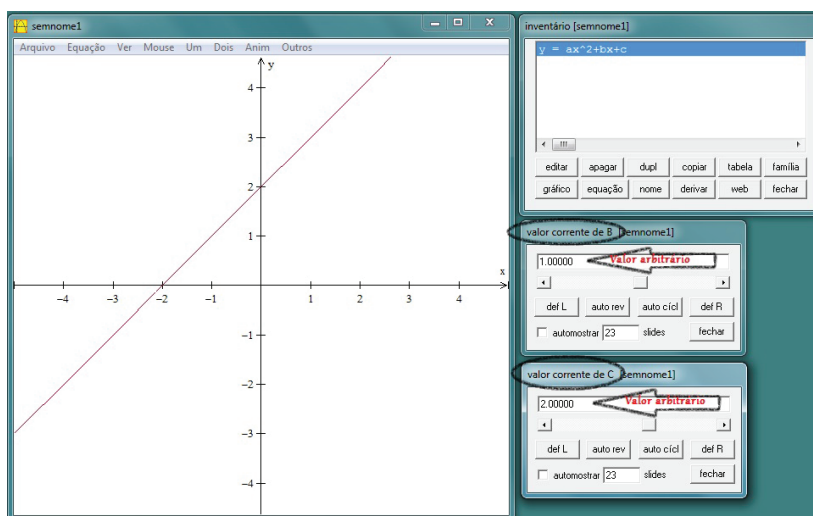 semnome1
Arquivo Equação Ver Mouse Um Dois Anim Outros
y
4
3
2
1
x
-4 -3 -2 -1 1 2 3 4
-1
-2
-3
-4
inventário [semnome1]
y = ax^2+bx+c
editar apagar dupl copiar tabela família
gráfico equação nome derivar web fechar
valor corrente de B [semnome1]
1.00000 Valor arbitrário
def L auto rev auto cícl def R
automostrar 23 slides fechar
valor corrente de C [semnome1]
2.00000 Valor arbitrário
def L auto rev auto cícl def R
automostrar 23 slides fechar